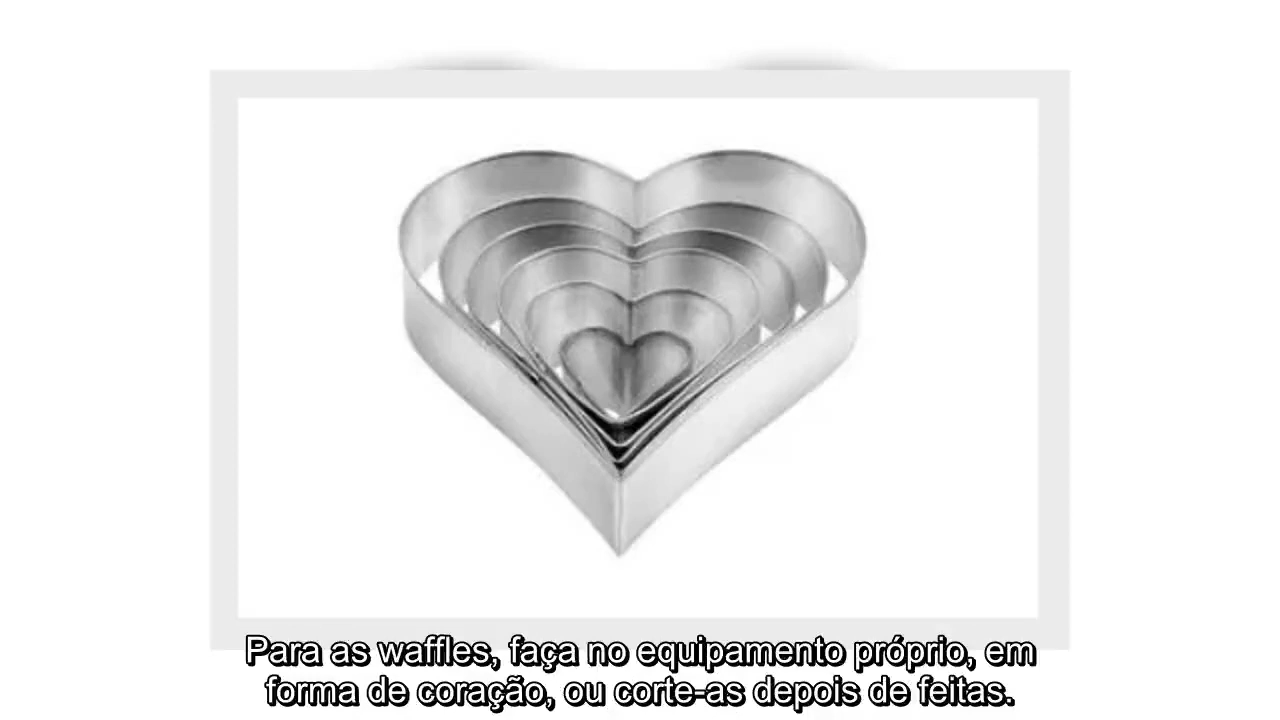 Para as waffles, faça no equipamento próprio, em
forma de coração, ou corte-as depois de feitas.